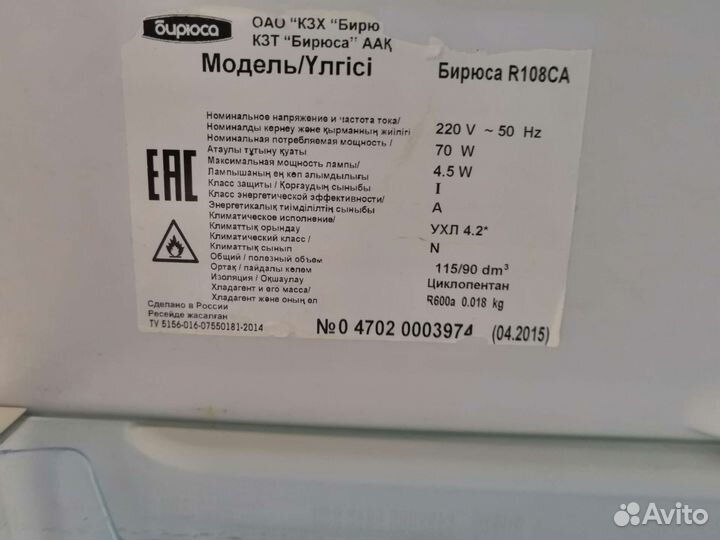 бирюса
ОАО "КЗХ "Бирю
КЗТ "Бирюса" ААҚ
Модель/Үлгісі Бирюса R108CA
Номинальное напряжение и частота тока/
Номиналды кернеу және қырманның жиілігі 220 V ~ 50 Hz
Номинальная потребляемая мощность /
Атаулы тұтыну қуаты 70 W
Максимальная мощность лампы/
Лампышаның ең көп алымдылығы 4.5 W
Класс защиты / Қорғаудың сыныбы I
Класс энергетической эффективности/
Энергетикалық тиімділілтің сыныбы A
Климатическое исполнение/
Климаттық орындау УХЛ 4.2*
Климатический класс /
Климаттық сынып N
Общий / полезный объем
Ортақ / пайдалы көлем 115/90 dm³
Изоляция / Оқшаулау Циклопентан
Хладагент и его масса/
Хладагент және оның ел R600a 0.018 kg
EAC
Сделано в России
Ресейде жасалған
TV 5156-016-07550181-2014
№ 0 4702 0003974 (04.2015)
Avito